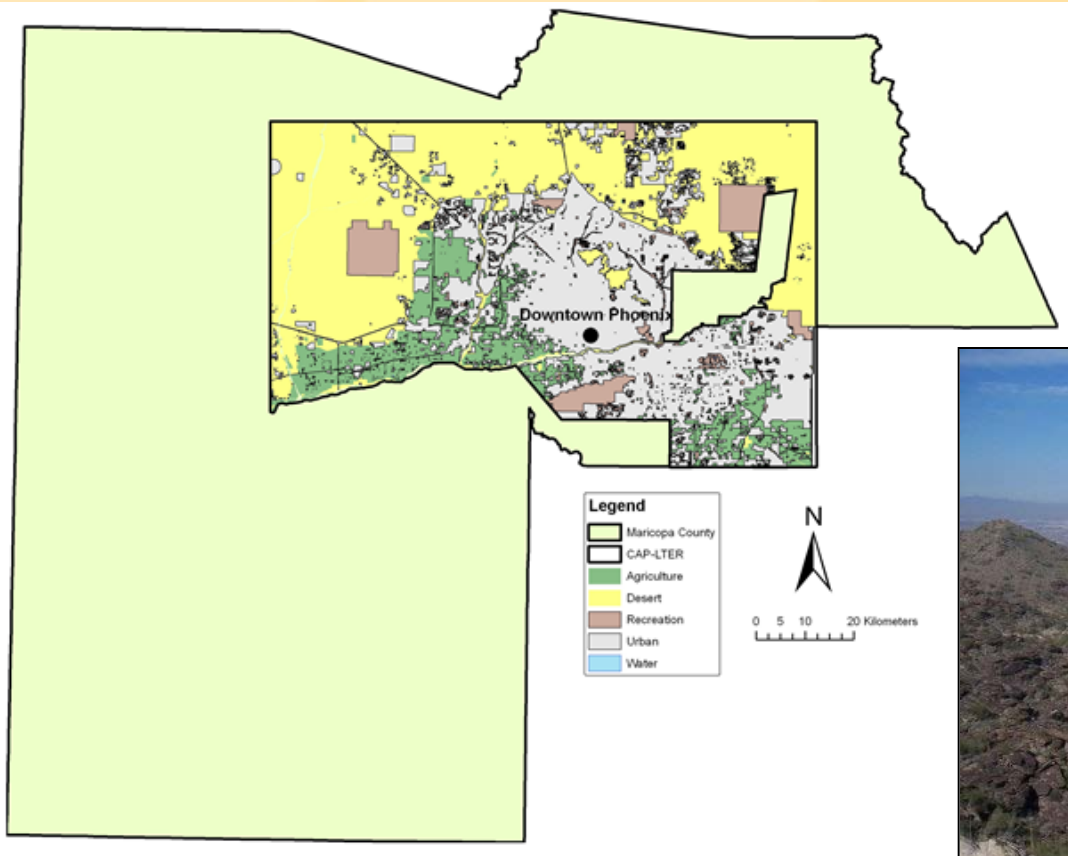 Downtown Phoenix
Legend
Maricopa County
CAP-LTER
Agriculture
Desert
Recreation
Urban
Water
N
0 5 10 20 Kilometers